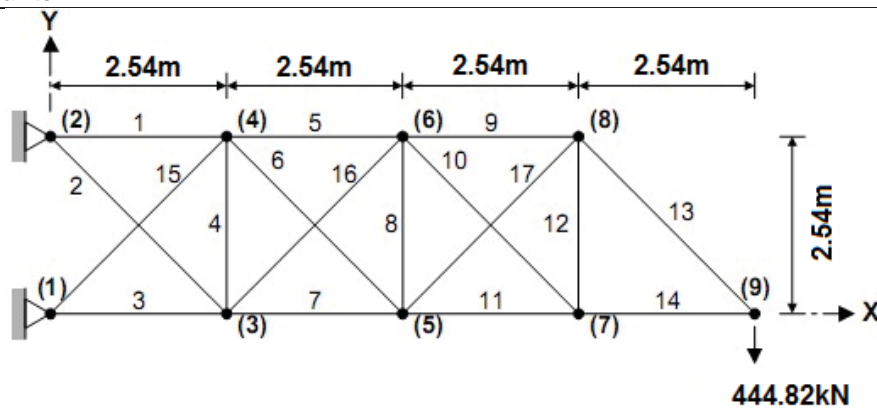 Y
2.54m 2.54m 2.54m 2.54m
(2) 1 (4) 5 (6) 9 (8)
2 15 6 16 10 17
4 8 12 13 2.54m
(1) 3 (3) 7 (5) 11 (7) 14 (9) X
444.82kN